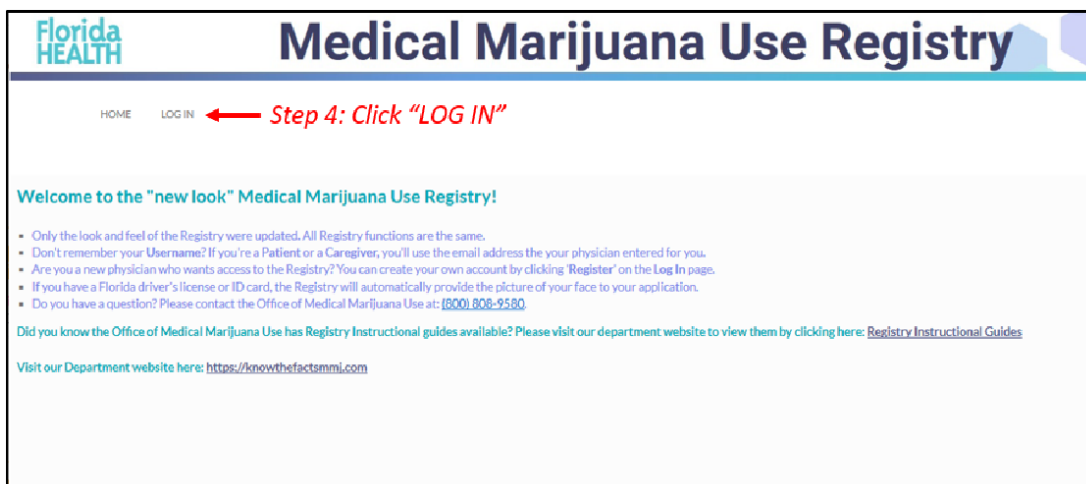 Florida
HEALTH
Medical Marijuana Use Registry
HOME LOG IN Step 4: Click “LOG IN”
Welcome to the "new look" Medical Marijuana Use Registry!
▪ Only the look and feel of the Registry were updated. All Registry functions are the same.
▪ Don't remember your Username? If you're a Patient or a Caregiver, you'll use the email address the your physician entered for you.
▪ Are you a new physician who wants access to the Registry? You can create your own account by clicking 'Register' on the Log In page.
▪ If you have a Florida driver's license or ID card, the Registry will automatically provide the picture of your face to your application.
▪ Do you have a question? Please contact the Office of Medical Marijuana Use at: (800) 808-9580.
Did you know the Office of Medical Marijuana Use has Registry Instructional guides available? Please visit our department website to view them by clicking here: Registry Instructional Guides
Visit our Department website here: https://knowthefactsmmj.com